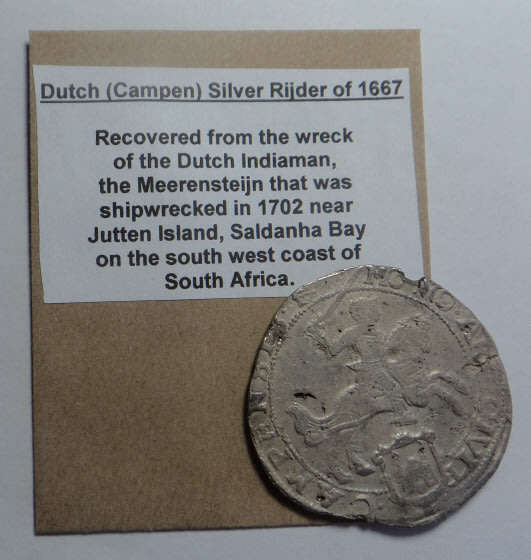 Dutch (Campen) Silver Rijder of 1667
Recovered from the wreck
of the Dutch Indiaman,
the Meerensteijn that was
shipwrecked in 1702 near
Jutten Island, Saldanha Bay
on the south west coast of
South Africa.